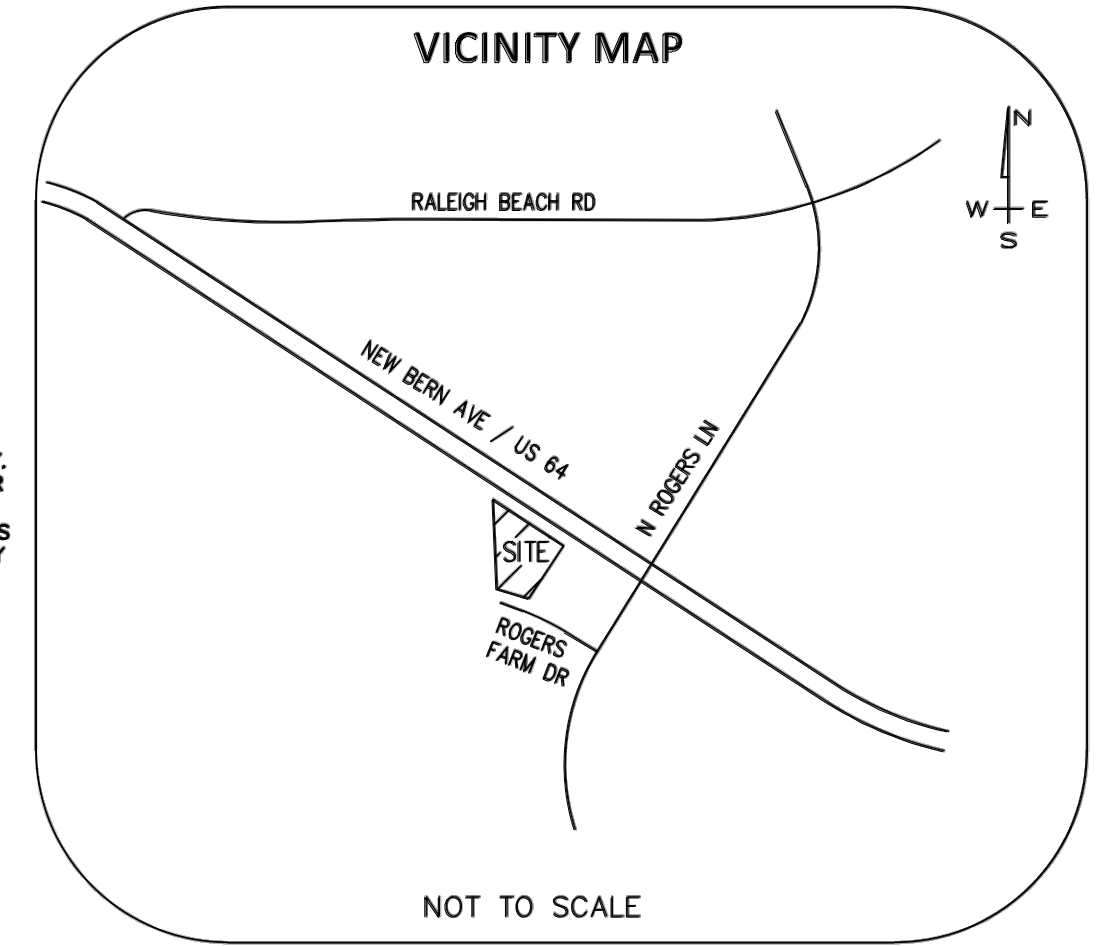 VICINITY MAP
N
W E
S
RALEIGH BEACH RD
NEW BERN AVE / US 64
N ROGERS LN
SITE
ROGERS
FARM DR
NOT TO SCALE